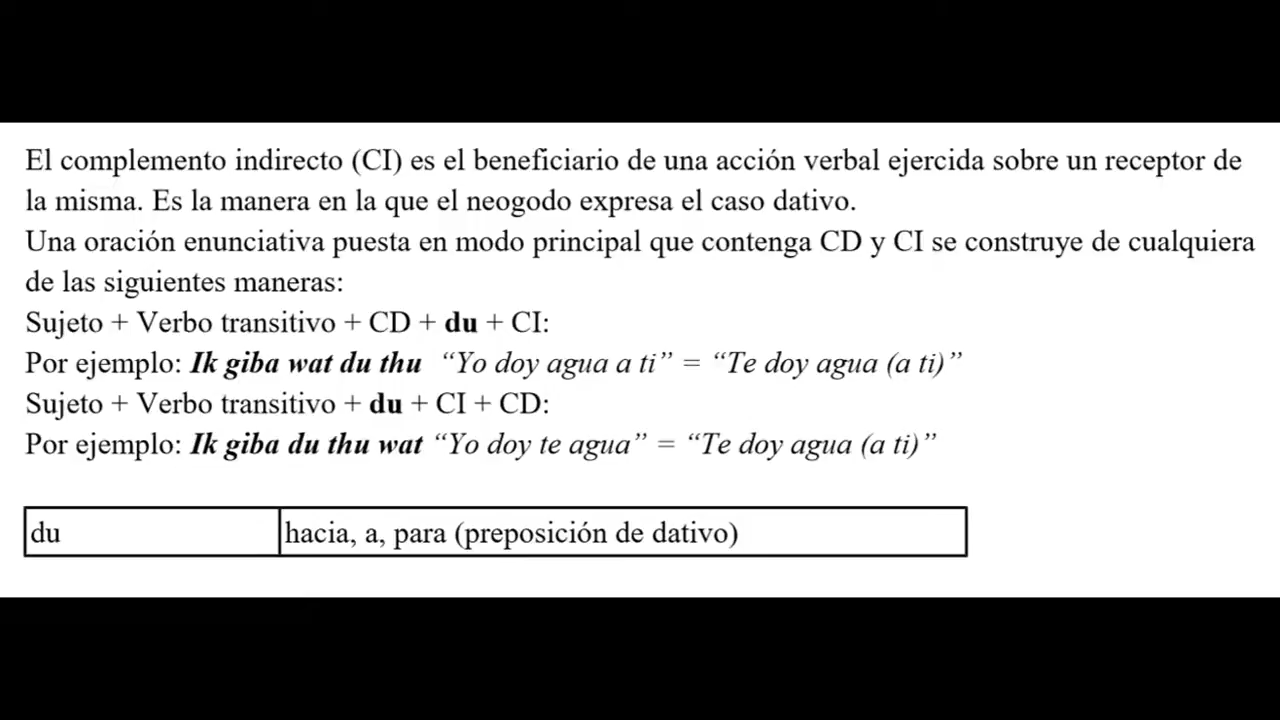 El complemento indirecto (CI) es el beneficiario de una acción verbal ejercida sobre un receptor de
la misma. Es la manera en la que el neogodo expresa el caso dativo.
Una oración enunciativa puesta en modo principal que contenga CD y CI se construye de cualquiera
de las siguientes maneras:
Sujeto + Verbo transitivo + CD + du + CI:
Por ejemplo: Ik giba wat du thu “Yo doy agua a ti” = “Te doy agua (a ti)”
Sujeto + Verbo transitivo + du + CI + CD:
Por ejemplo: Ik giba du thu wat “Yo doy te agua” = “Te doy agua (a ti)”
du hacia, a, para (preposición de dativo)